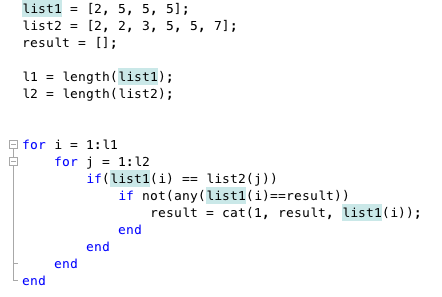 list1 = [2, 5, 5, 5];
list2 = [2, 2, 3, 5, 5, 7];
result = [];

l1 = length(list1);
l2 = length(list2);


for i = 1:l1
    for j = 1:l2
        if(list1(i) == list2(j))
            if not(any(list1(i)==result))
                result = cat(1, result, list1(i));
            end
        end
    end
end